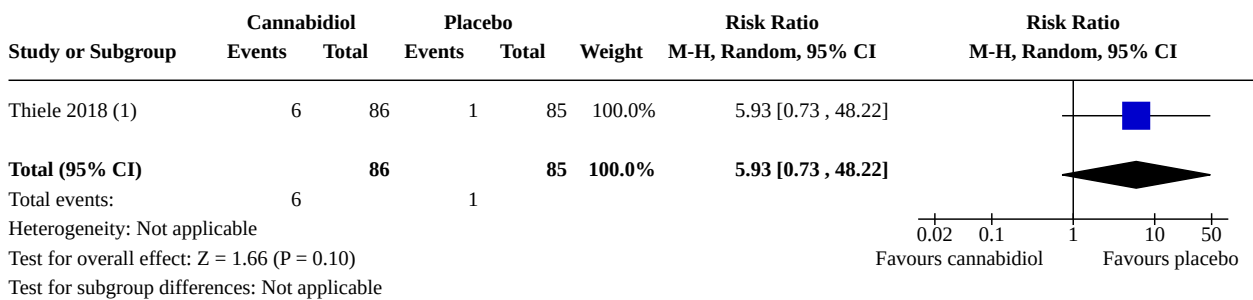 Cannabidiol Placebo Risk Ratio Risk Ratio
Study or Subgroup Events Total Events Total Weight M-H, Random, 95% CI M-H, Random, 95% CI
Thiele 2018 (1) 6 86 1 85 100.0% 5.93 [0.73 , 48.22]
Total (95% CI) 86 85 100.0% 5.93 [0.73 , 48.22]
Total events: 6 1
Heterogeneity: Not applicable
0.02 0.1 1 10 50
Test for overall effect: Z = 1.66 (P = 0.10)
Favours cannabidiol Favours placebo
Test for subgroup differences: Not applicable